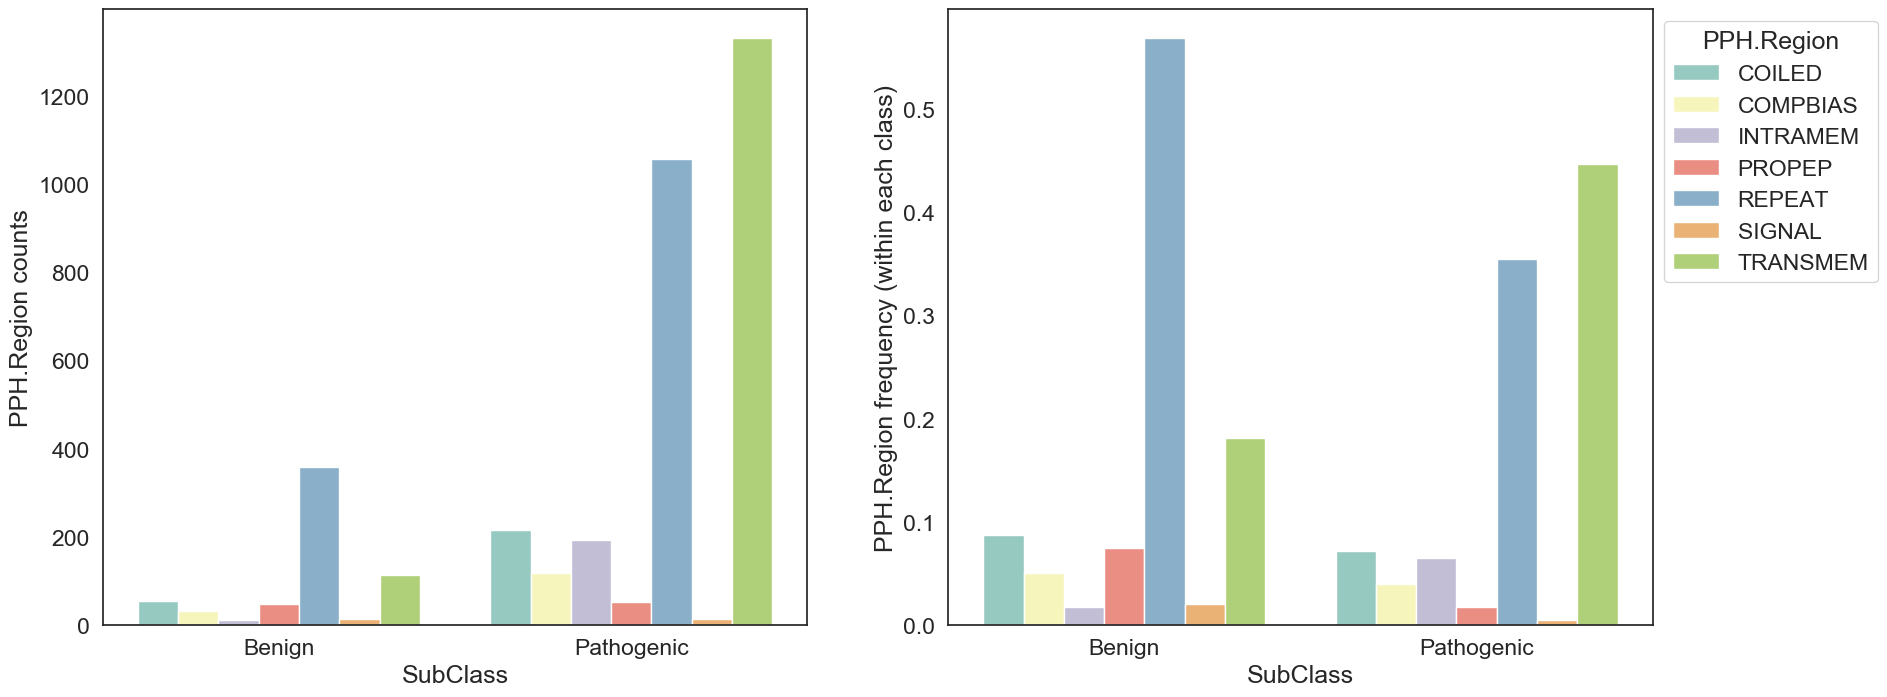 PPH.Region counts
1200
1000
800
600
400
200
0
Benign
Pathogenic
SubClass
PPH.Region frequency (within each class)
0.5
0.4
0.3
0.2
0.1
0.0
Benign
Pathogenic
SubClass
PPH.Region
COILED
COMPBIAS
INTRAMEM
PROPEP
REPEAT
SIGNAL
TRANSMEM